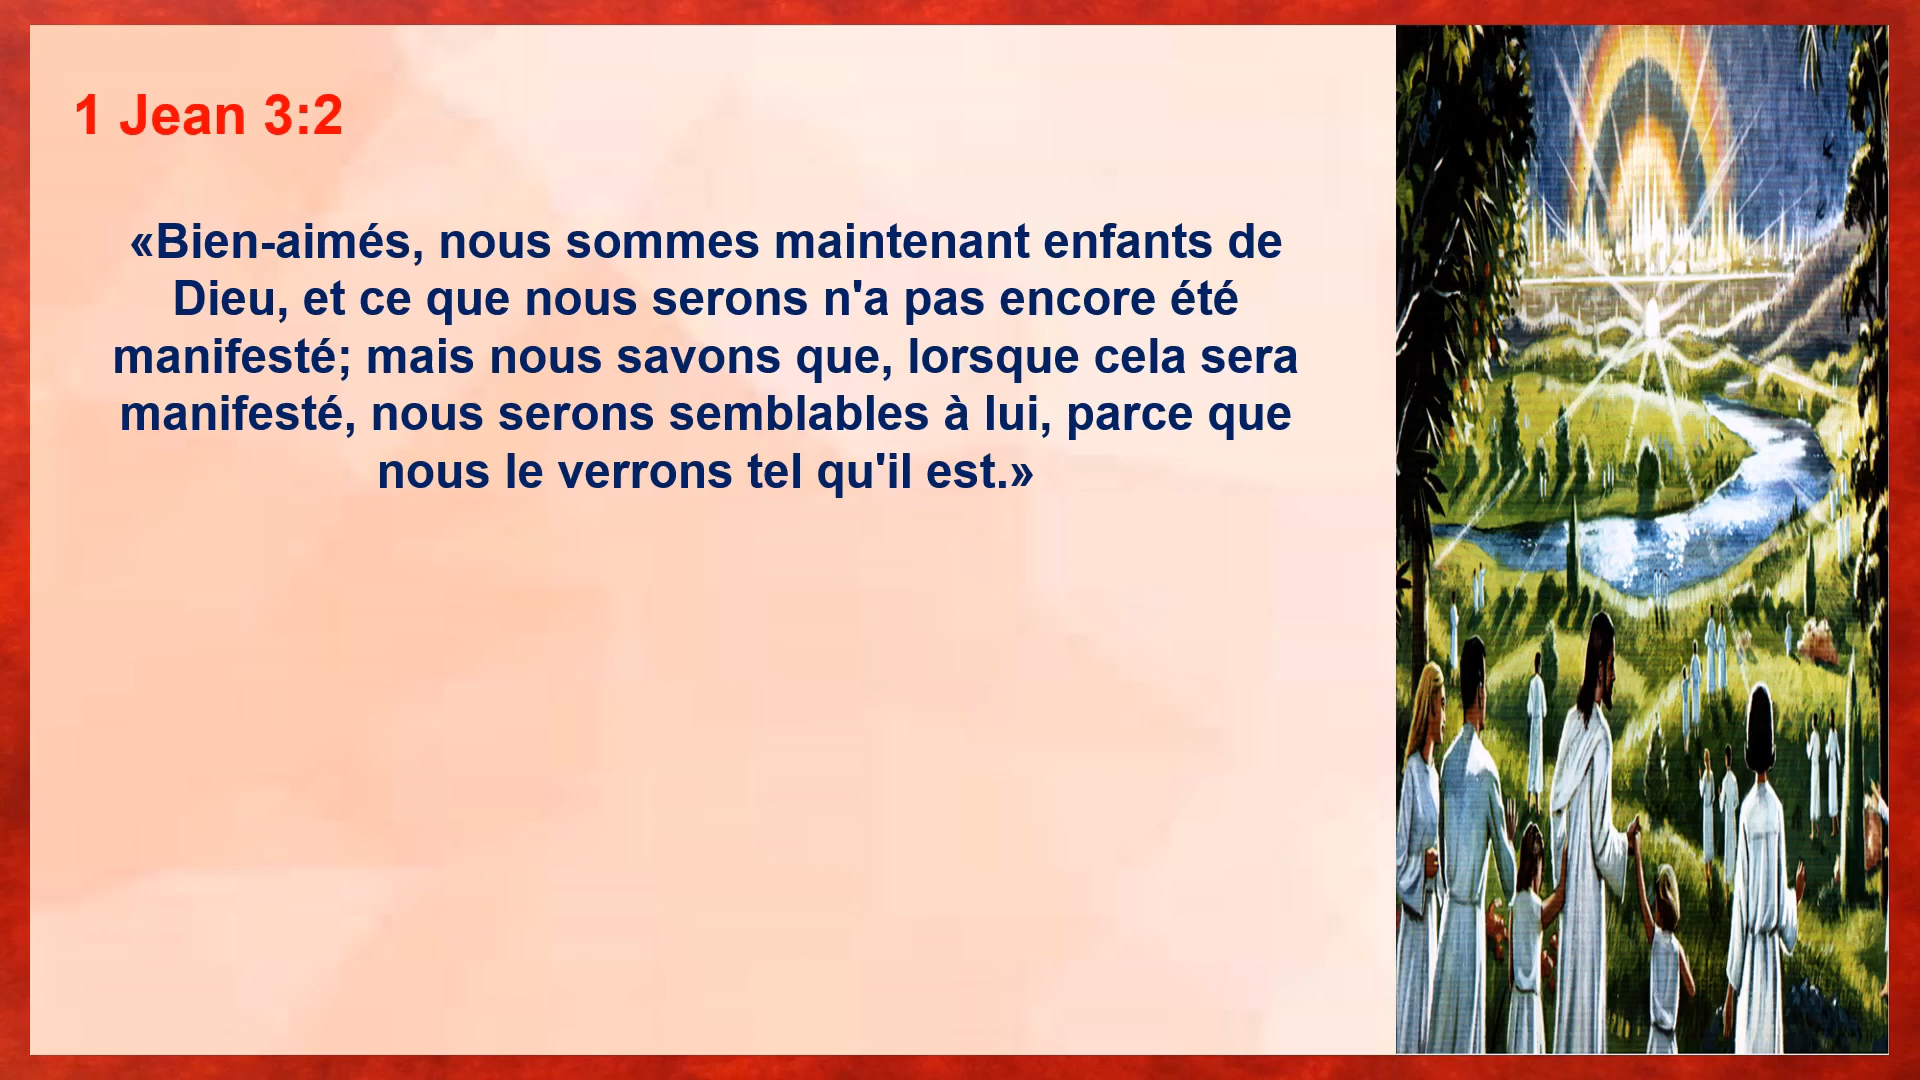 1 Jean 3:2
«Bien-aimés, nous sommes maintenant enfants de
Dieu, et ce que nous serons n'a pas encore été
manifesté; mais nous savons que, lorsque cela sera
manifesté, nous serons semblables à lui, parce que
nous le verrons tel qu'il est.»